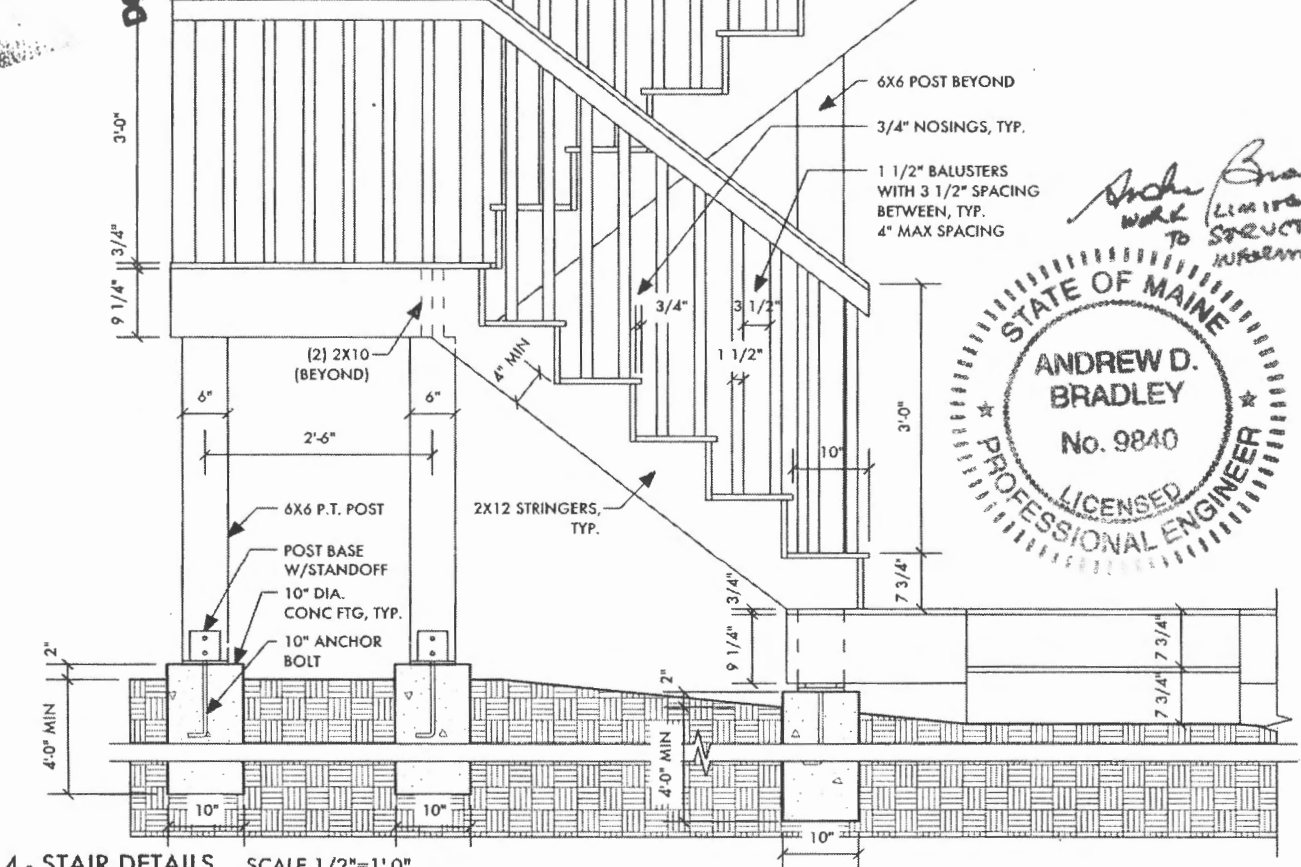 3'-0"
3/4"
9 1/4"
6X6 POST BEYOND
3/4" NOSINGS, TYP.
1 1/2" BALUSTERS
WITH 3 1/2" SPACING
BETWEEN, TYP.
4" MAX SPACING
WORK
TO
STATE OF MAINE
ANDREW D.
BRADLEY
No. 9840
LICENSED
PROFESSIONAL ENGINEER
3/4"
3 1/2"
1 1/2"
(2) 2X10
(BEYOND)
4" MIN
6"
6"
2'-6"
10"
3'-0"
2X12 STRINGERS,
TYP.
6X6 P.T. POST
POST BASE
W/STANDOFF
10" DIA.
CONC FTG, TYP.
10" ANCHOR
BOLT
3/4"
9 1/4"
7 3/4"
7 3/4"
7 3/4"
2"
4'-0" MIN
2"
4'-0" MIN
10"
10"
10"
4 - STAIR DETAILS SCALE 1/2"=1'0"